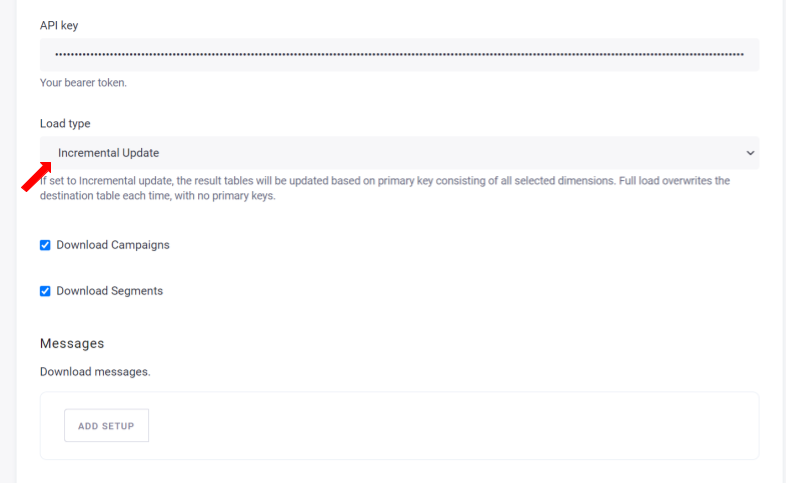 API key
Your bearer token.
Load type
Incremental Update
If set to Incremental update, the result tables will be updated based on primary key consisting of all selected dimensions. Full load overwrites the
destination table each time, with no primary keys.
Download Campaigns
Download Segments
Messages
Download messages.
ADD SETUP